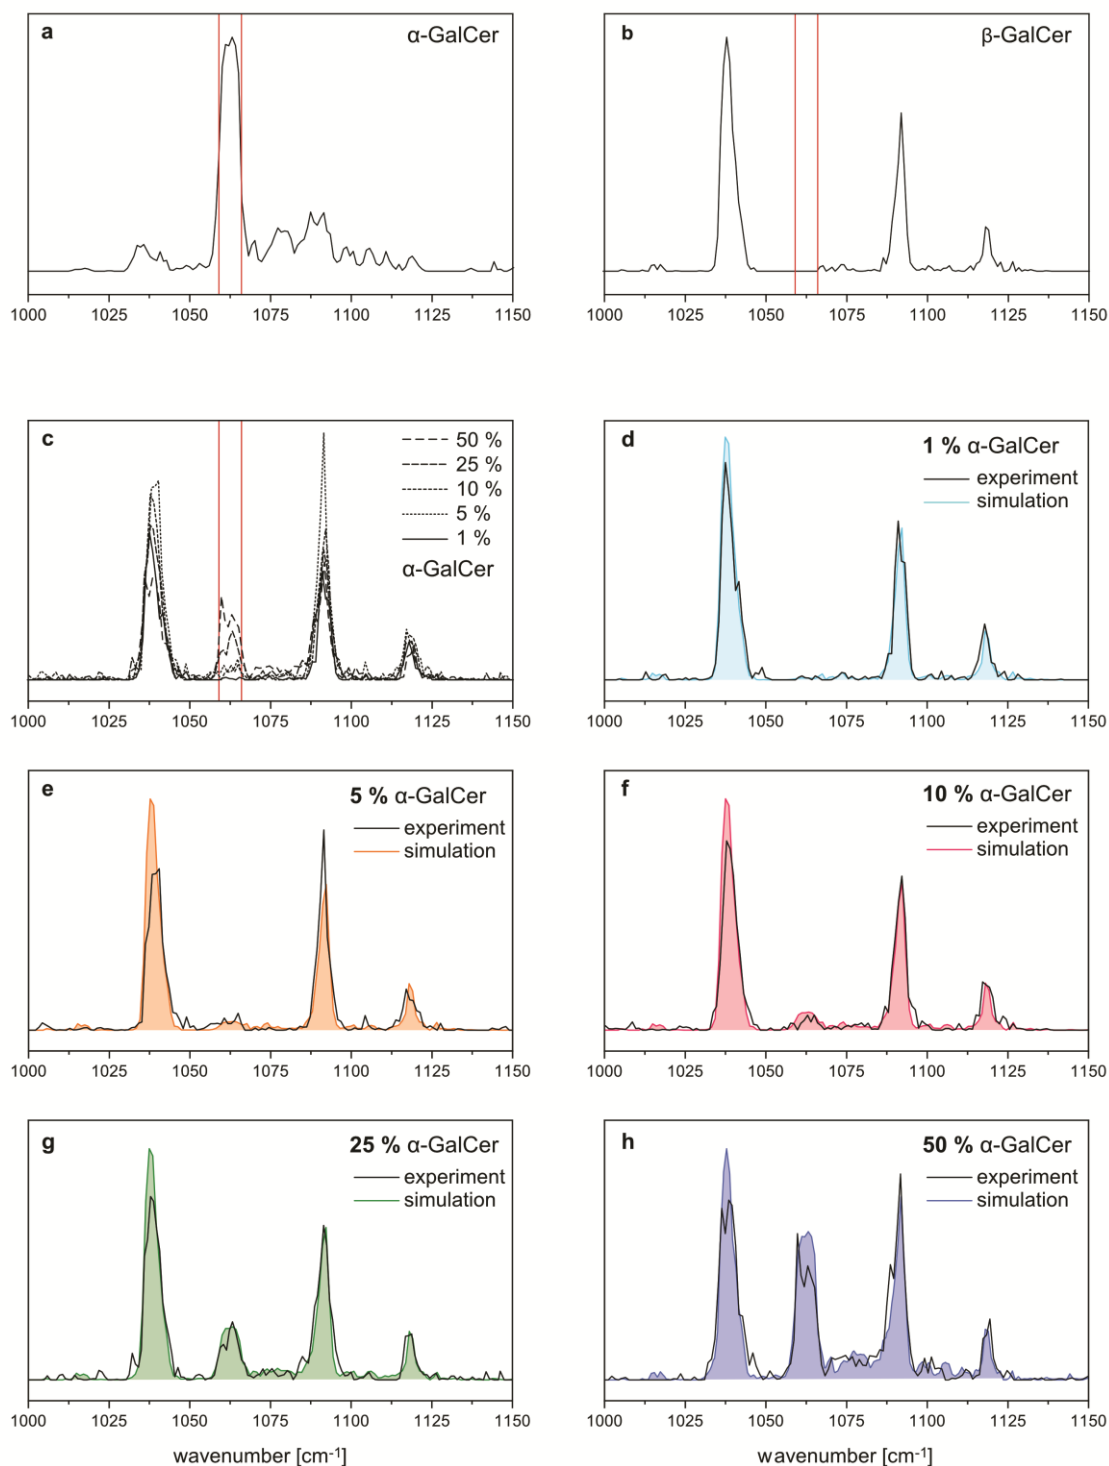 a α-GalCer
1000 1025 1050 1075 1100 1125 1150
b β-GalCer
1000 1025 1050 1075 1100 1125 1150
c
50 %
25 %
10 %
5 %
1 %
α-GalCer
1000 1025 1050 1075 1100 1125 1150
d 1 % α-GalCer
experiment
simulation
1000 1025 1050 1075 1100 1125 1150
e 5 % α-GalCer
experiment
simulation
1000 1025 1050 1075 1100 1125 1150
f 10 % α-GalCer
experiment
simulation
1000 1025 1050 1075 1100 1125 1150
g 25 % α-GalCer
experiment
simulation
1000 1025 1050 1075 1100 1125 1150
wavenumber [cm⁻¹]
h 50 % α-GalCer
experiment
simulation
1000 1025 1050 1075 1100 1125 1150
wavenumber [cm⁻¹]